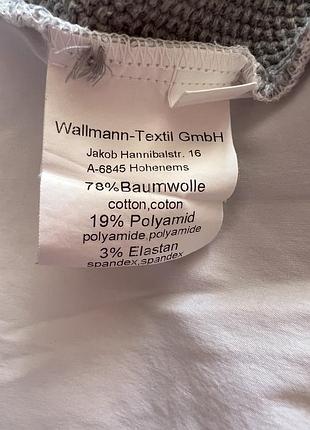 Wallmann-Textil GmbH
Jakob Hannibalstr. 16
A-6845 Hohenems
78%Baumwolle
cotton,coton
19% Polyamid
polyamide,polyamide
3% Elastan
spandex,spandex